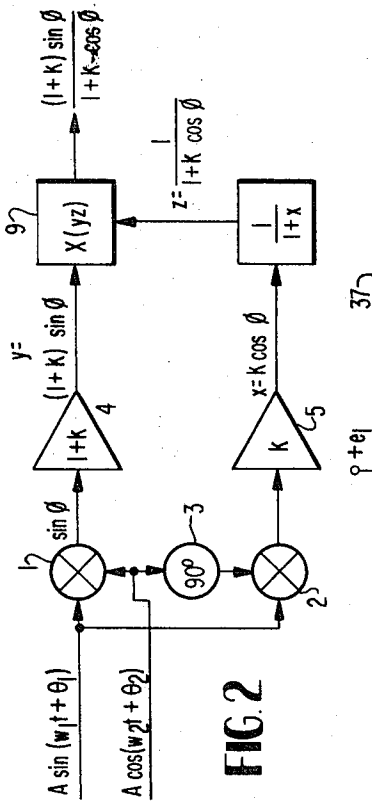 A sin (w₁t + θ₁)
A cos(w₂t + θ₂)
1
sin Ø
90°
3
2
1+K
4
K
5
y=
(1+K) sin Ø
x=K cos Ø
9
X (yz)
z= 1 / 1+K cos Ø
1 / 1+X
(1+K) sin Ø / 1+K cos Ø
FIG. 2
+e₁
37